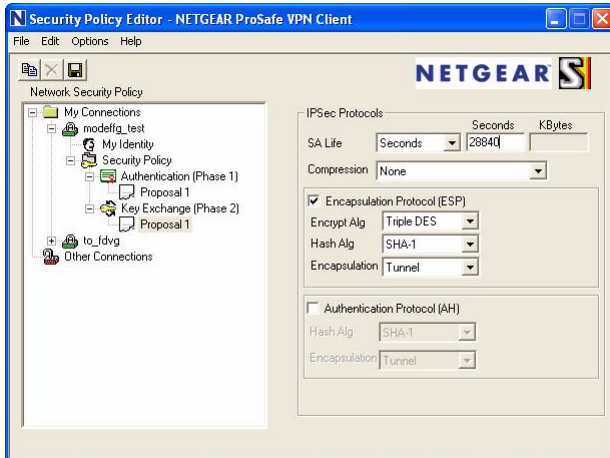 Security Policy Editor - NETGEAR ProSafe VPN Client
File Edit Options Help
NETGEAR
Network Security Policy
My Connections
modelfg_test
My Identity
Security Policy
Authentication (Phase 1)
Proposal 1
Key Exchange (Phase 2)
Proposal 1
to_fdvg
Other Connections
IPSec Protocols
Seconds KBytes
SA Life Seconds 28840
Compression None
Encapsulation Protocol (ESP)
Encrypt Alg Triple DES
Hash Alg SHA-1
Encapsulation Tunnel
Authentication Protocol (AH)
Hash Alg SHA-1
Encapsulation Tunnel